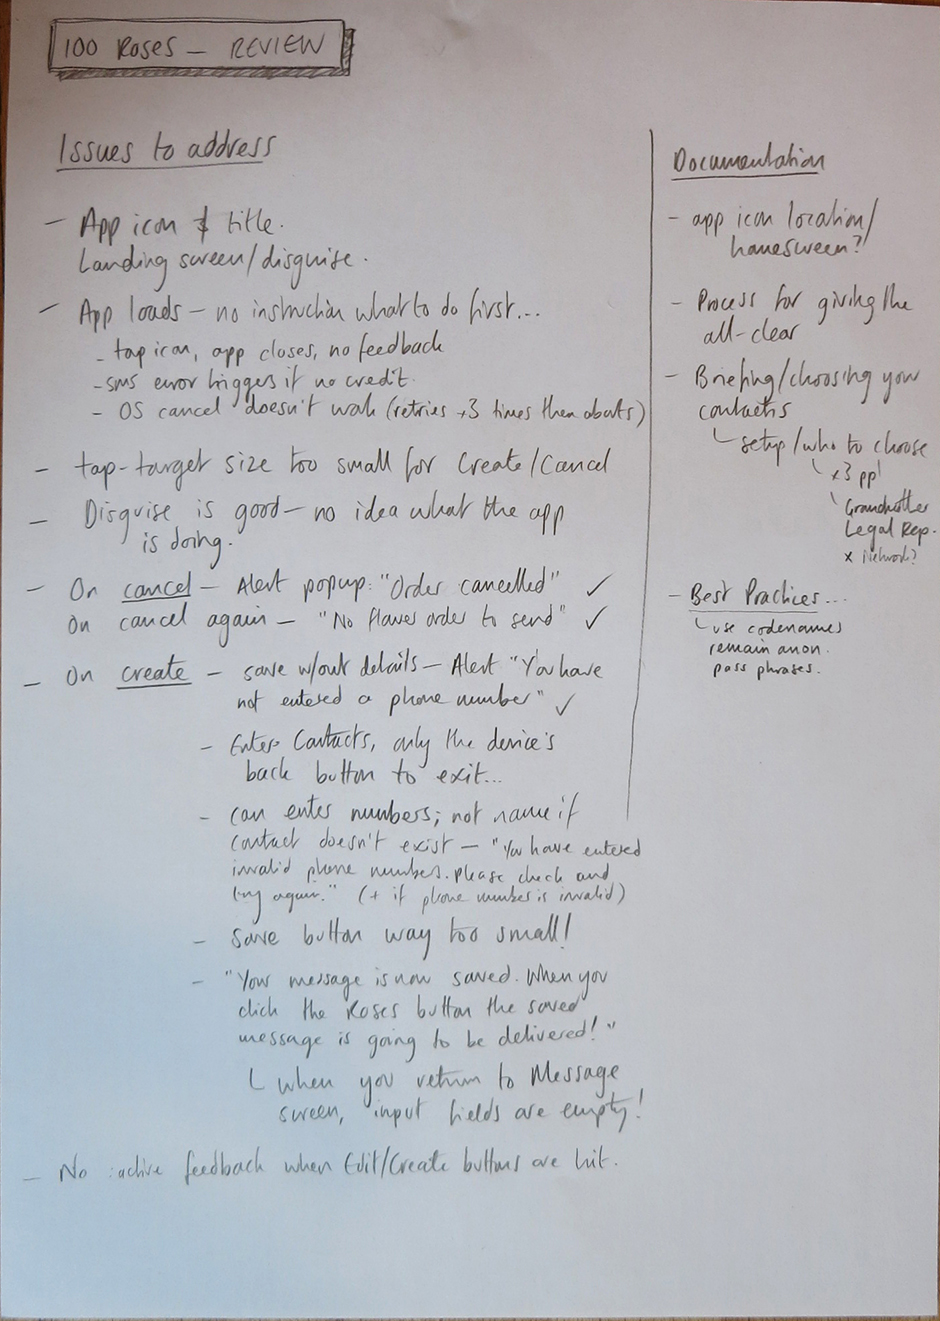 100 Roses – REVIEW
Issues to address
– App icon & title.
Landing screen/disguise.
– App loads – no instruction what to do first...
- tap icon, app closes, no feedback
- sms error triggers if no credit.
- OS cancel doesn't work (retries +3 times then aborts)
– tap-target size too small for Create/Cancel
– Disguise is good – no idea what the app
is doing.
– On cancel – Alert popup: "Order cancelled" ✓
On cancel again – "No flower order to send" ✓
– On create – save w/out details – Alert "You have
not entered a phone number" ✓
- Enter Contacts, only the device's
back button to exit...
- can enter numbers; not name if
contact doesn't exist – "You have entered
invalid phone numbers. please check and
try again." (+ if phone number is invalid)
- Save button way too small!
- "Your message is now saved. When you
click the Roses button the saved
message is going to be delivered!"
└ when you return to Message
screen, input fields are empty!
– No :active feedback when Edit/Create buttons are hit.
Documentation
- app icon location/
homescreen?
- Process for giving the
all-clear
- Briefing/choosing your
contacts
└ setup/who to choose
└ x3 ppl
└ Grandmother
Legal Rep.
x Network?
- Best Practices...
└ use codenames
remain anon.
pass phrases.